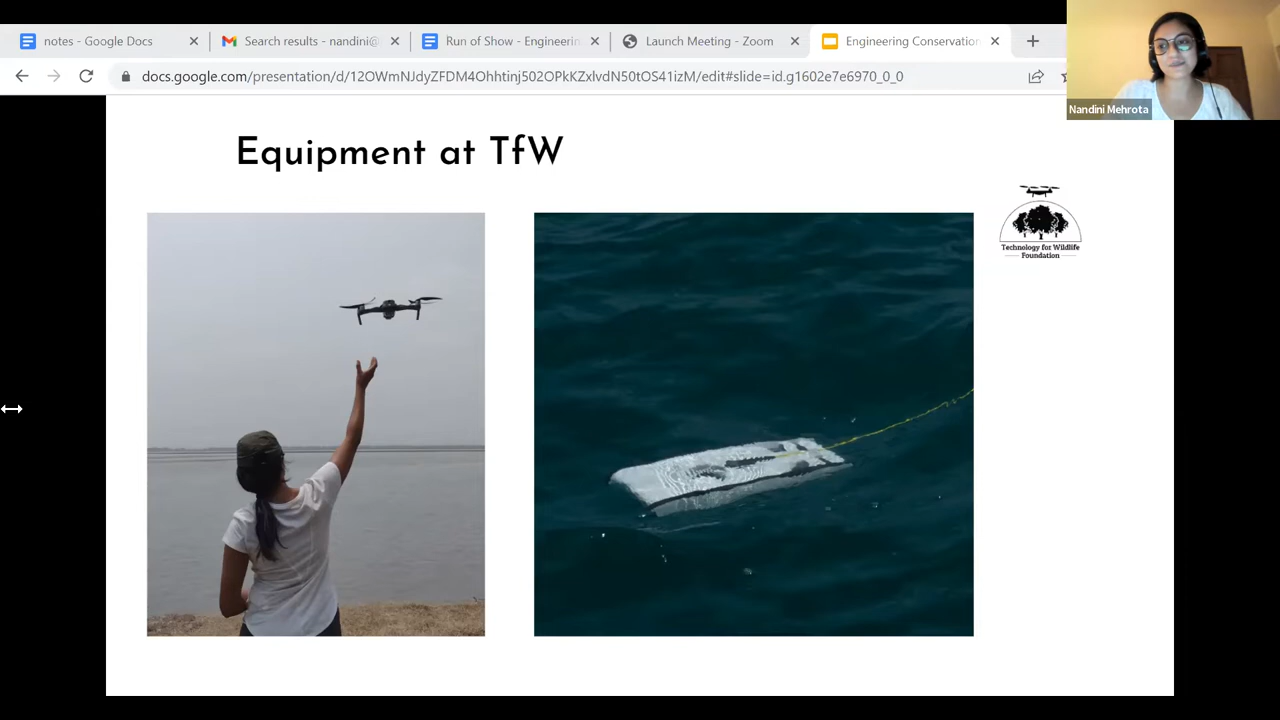 notes - Google Docs
Search results - nandini@
Run of Show - Engineerin
Launch Meeting - Zoom
Engineering Conservation
docs.google.com/presentation/d/12OWmNJdyZFDM4Ohhtinj502OPkKZxlvdN50tOS41izM/edit#slide=id.g1602e7e6970_0_0
Nandini Mehrota
Equipment at TfW
Technology for Wildlife
Foundation